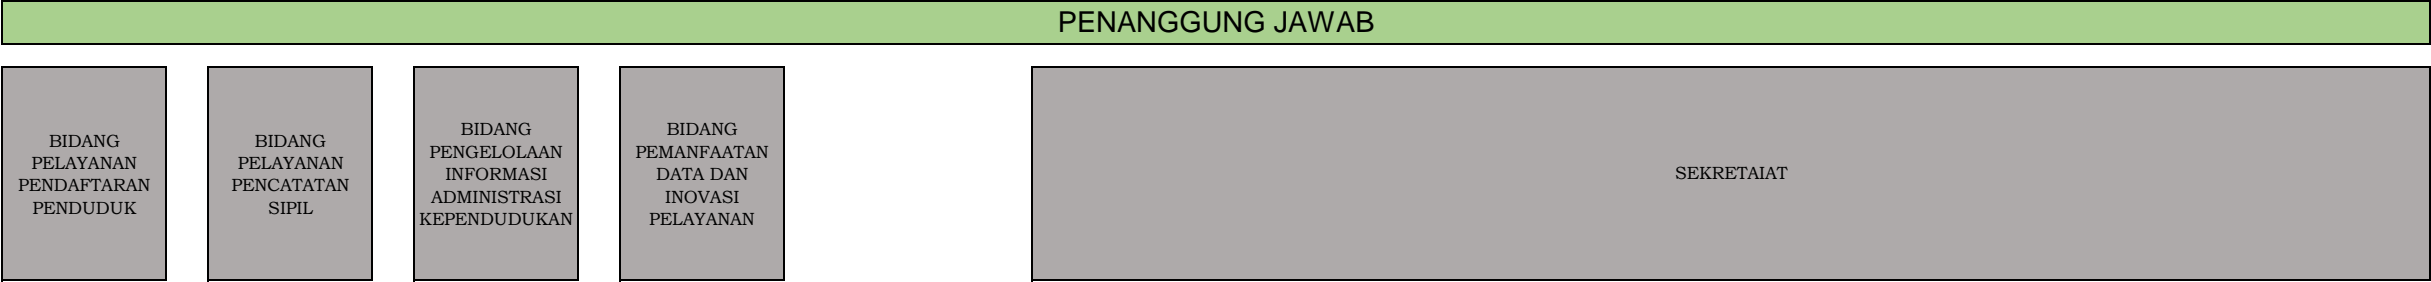 PENANGGUNG JAWAB
BIDANG
PELAYANAN
PENDAFTARAN
PENDUDUK
BIDANG
PELAYANAN
PENCATATAN
SIPIL
BIDANG
PENGELOLAAN
INFORMASI
ADMINISTRASI
KEPENDUDUKAN
BIDANG
PEMANFAATAN
DATA DAN
INOVASI
PELAYANAN
SEKRETAIAT